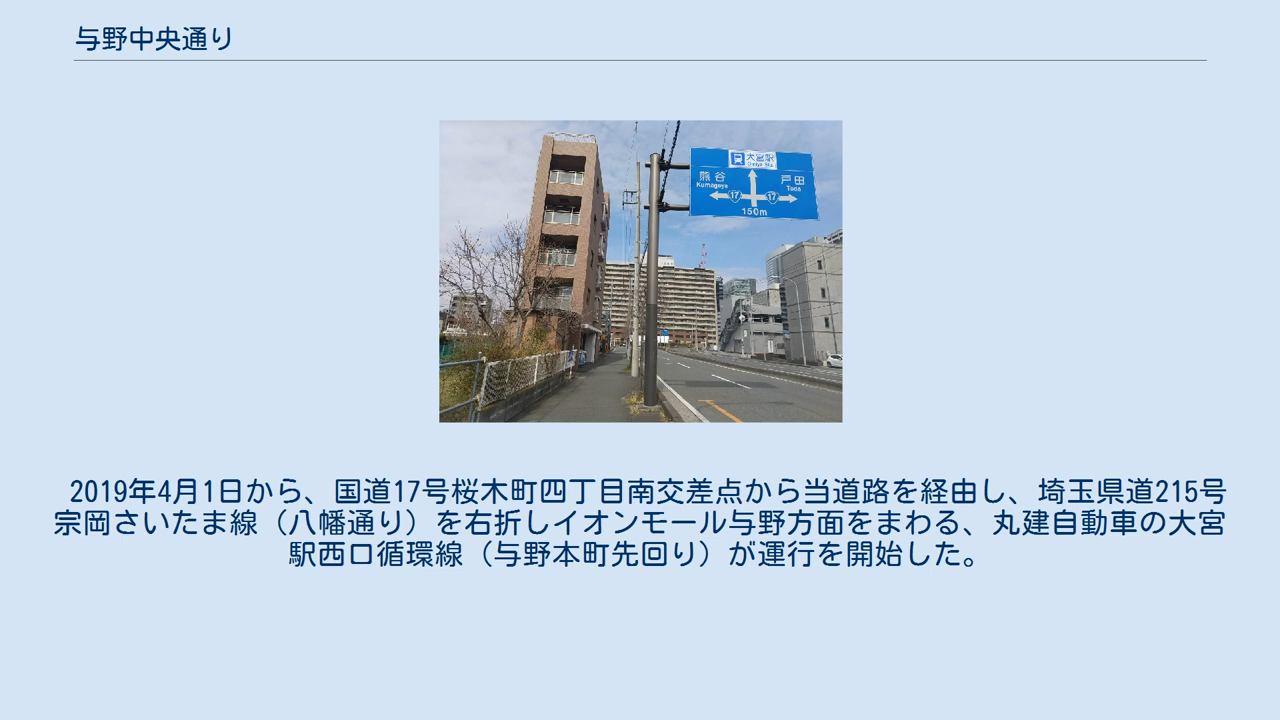 与野中央通り
大宮駅
Omiya Sta.
熊谷
Kumagaya
戸田
Toda
17
17
150m
2019年4月1日から、国道17号桜木町四丁目南交差点から当道路を経由し、埼玉県道215号
宗岡さいたま線（八幡通り）を右折しイオンモール与野方面をまわる、丸建自動車の大宮
駅西口循環線（与野本町先回り）が運行を開始した。